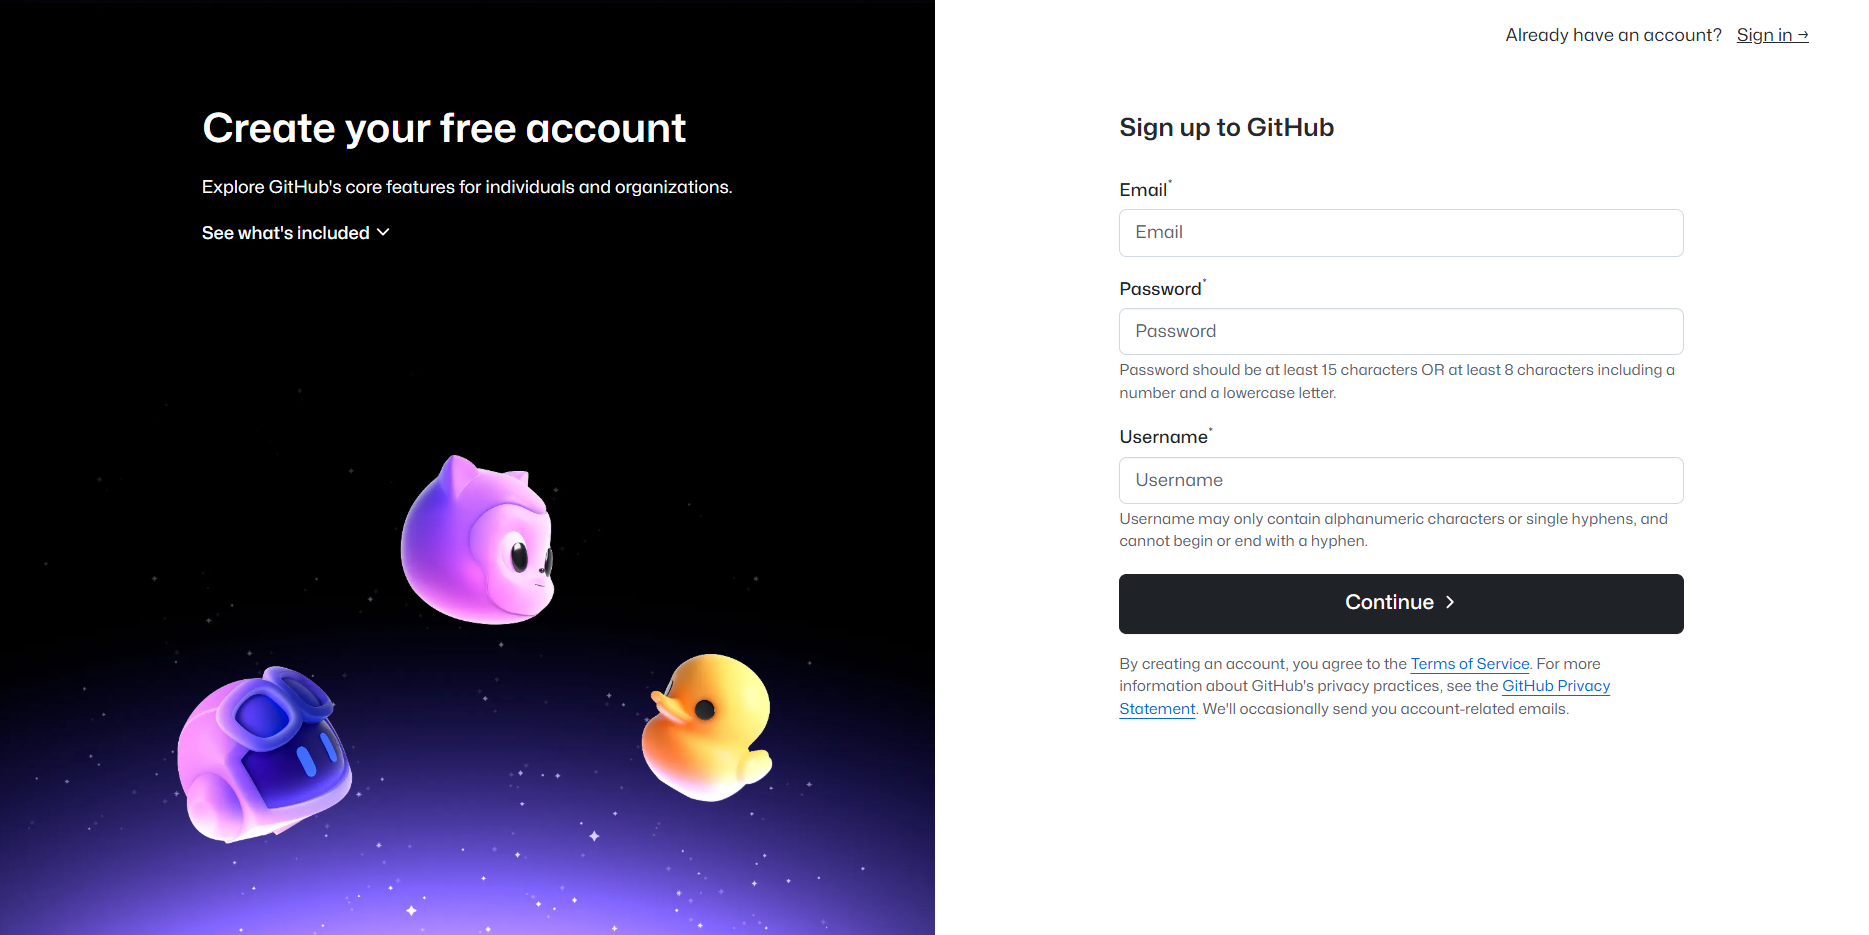 Already have an account? Sign in →
Create your free account
Explore GitHub's core features for individuals and organizations.
See what's included
Sign up to GitHub
Email*
Email
Password*
Password
Password should be at least 15 characters OR at least 8 characters including a
number and a lowercase letter.
Username*
Username
Username may only contain alphanumeric characters or single hyphens, and
cannot begin or end with a hyphen.
Continue
By creating an account, you agree to the Terms of Service. For more
information about GitHub's privacy practices, see the GitHub Privacy
Statement. We'll occasionally send you account-related emails.